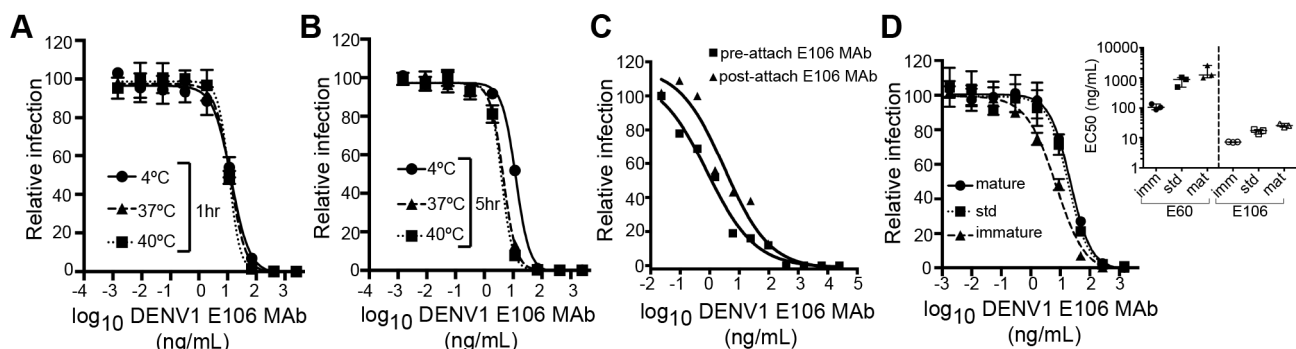 A
Relative infection
120
100
80
60
40
20
0
4ºC
37ºC
40ºC
1hr
-4 -3 -2 -1 0 1 2 3
log10 DENV1 E106 MAb
(ng/mL)
B
Relative infection
120
100
80
60
40
20
0
4ºC
37ºC
40ºC
5hr
-4 -3 -2 -1 0 1 2 3 4
log10 DENV1 E106 MAb
(ng/mL)
C
Relative infection
120
100
80
60
40
20
0
pre-attach E106 MAb
post-attach E106 MAb
-2 -1 0 1 2 3 4 5
log10 DENV1 E106 MAb
(ng/mL)
D
Relative infection
120
100
80
60
40
20
0
mature
std
immature
-4 -3 -2 -1 0 1 2 3
log10 DENV1 E106 MAb
(ng/mL)
EC50 (ng/mL)
10000
1000
100
10
1
imm std mat imm std mat
E60 E106